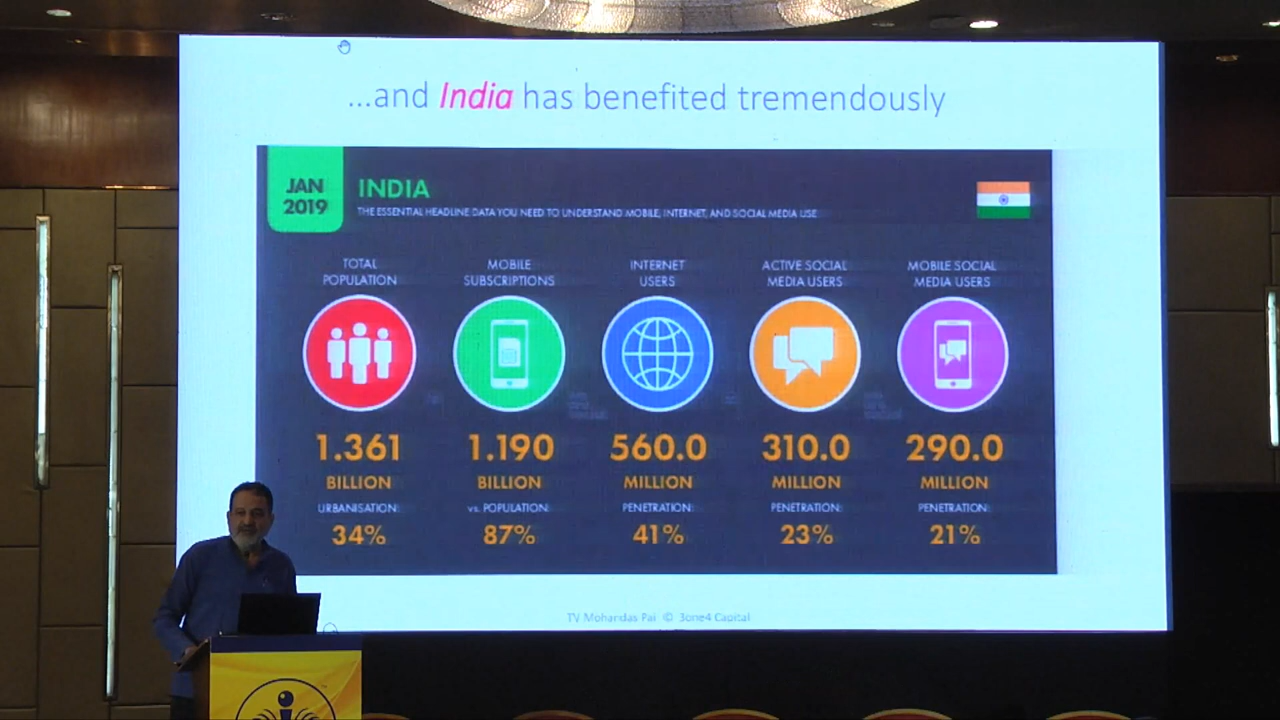 ...and India has benefited tremendously
JAN
2019
INDIA
THE ESSENTIAL HEADLINE DATA YOU NEED TO UNDERSTAND MOBILE, INTERNET, AND SOCIAL MEDIA USE
TOTAL
POPULATION
MOBILE
SUBSCRIPTIONS
INTERNET
USERS
ACTIVE SOCIAL
MEDIA USERS
MOBILE SOCIAL
MEDIA USERS
1.361
BILLION
URBANISATION:
34%
1.190
BILLION
vs. POPULATION:
87%
560.0
MILLION
PENETRATION:
41%
310.0
MILLION
PENETRATION:
23%
290.0
MILLION
PENETRATION:
21%
TV Mohandas Pai © 3one4 Capital